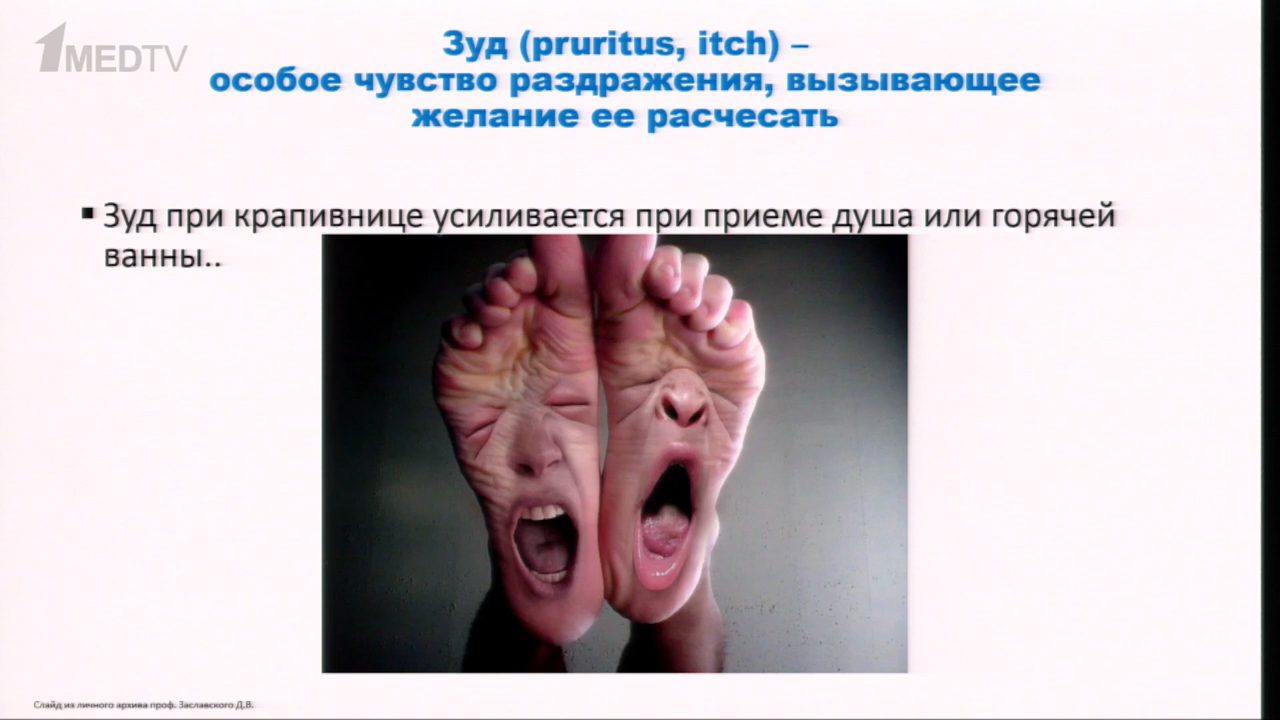 1MEDTV
Зуд (pruritus, itch) –
особое чувство раздражения, вызывающее
желание ее расчесать
Зуд при крапивнице усиливается при приеме душа или горячей
ванны..
Слайд из личного архива проф. Заславского Д.В.